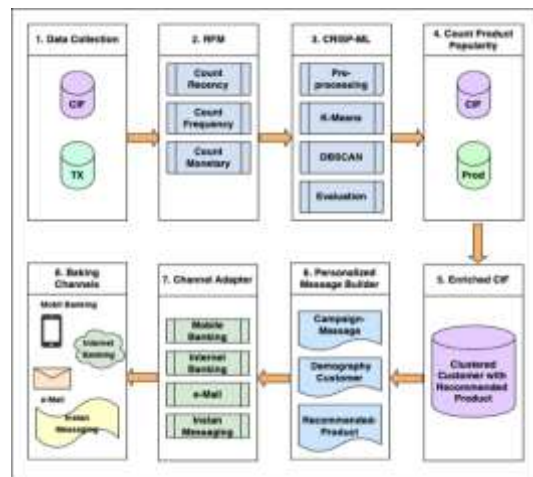 1. Data Collection
CIF
TX
2. RFM
Count
Recency
Count
Frequency
Count
Monetary
3. CRISP-ML
Pre-
processing
K-Means
DBSCAN
Evaluation
4. Count Product
Popularity
CIF
Prod
5. Enriched CIF
Clustered
Customer with
Recommended
Product
6. Personalized
Message Builder
Campaign-
Message
Demography
Customer
Recommended-
Product
7. Channel Adapter
Mobile
Banking
Internet
Banking
e-Mail
Instan
Messaging
8. Baking
Channels
Mobil Banking
Internet
Banking
e-Mail
Instan
Messaging